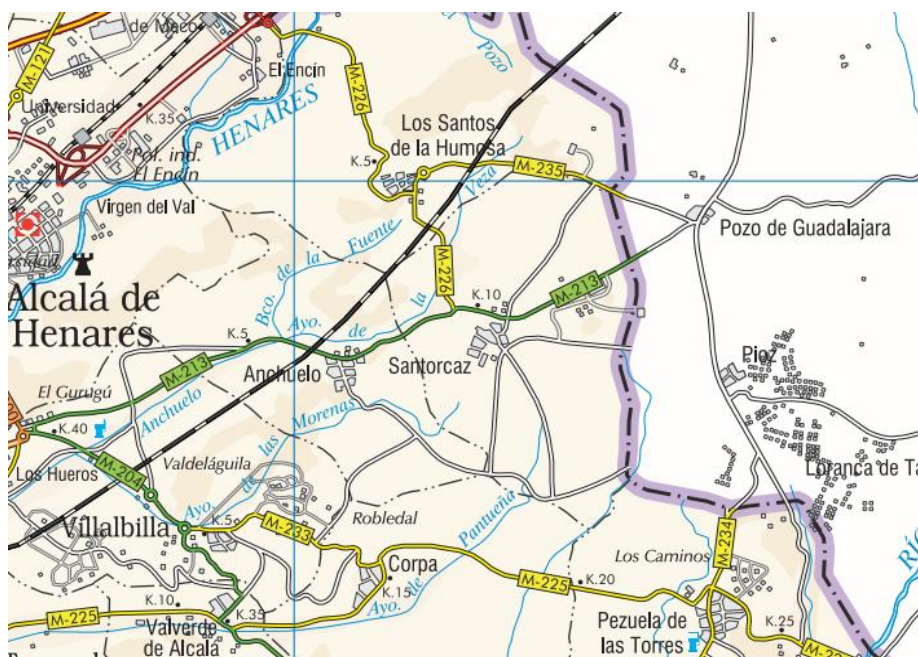 de Meco
M-121
El Encín
Pozo
M-226
Universidad
K.35
HENARES
Los Santos
de la Humosa
K.5
Pol. ind.
El Encín
M-235
Veza
Virgen del Val
Pozo de Guadalajara
Bco. de la Fuente
M-226
Alcalá de
Henares
K.10
M-213
Ayo. de la
K.5
Santorcaz
Anchuelo
M-213
Pioz
El Gurugú
Anchuelo
K.40
Ayo. de las Morenas
M-204
Los Hueros
Valdeláguila
Loranca de
Villalbilla
K.5
M-233
Robledal
Ayo. de Pantueña
M-234
Los Caminos
Corpa
K.15
M-225
K.20
K.10
M-225
K.35
Valverde
de Alcalá
Pezuela de
las Torres
K.25
RÍO